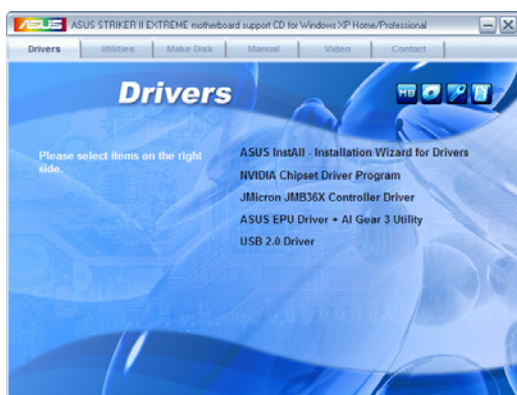 ASUS ASUS STRIKER II EXTREME motherboard support CD for Windows XP Home/Professional
Drivers Utilities Make Disk Manual Video Contact
Drivers
MB
Please select items on the right
side.
ASUS InstAll - Installation Wizard for Drivers
NVIDIA Chipset Driver Program
JMicron JMB36X Controller Driver
ASUS EPU Driver + AI Gear 3 Utility
USB 2.0 Driver